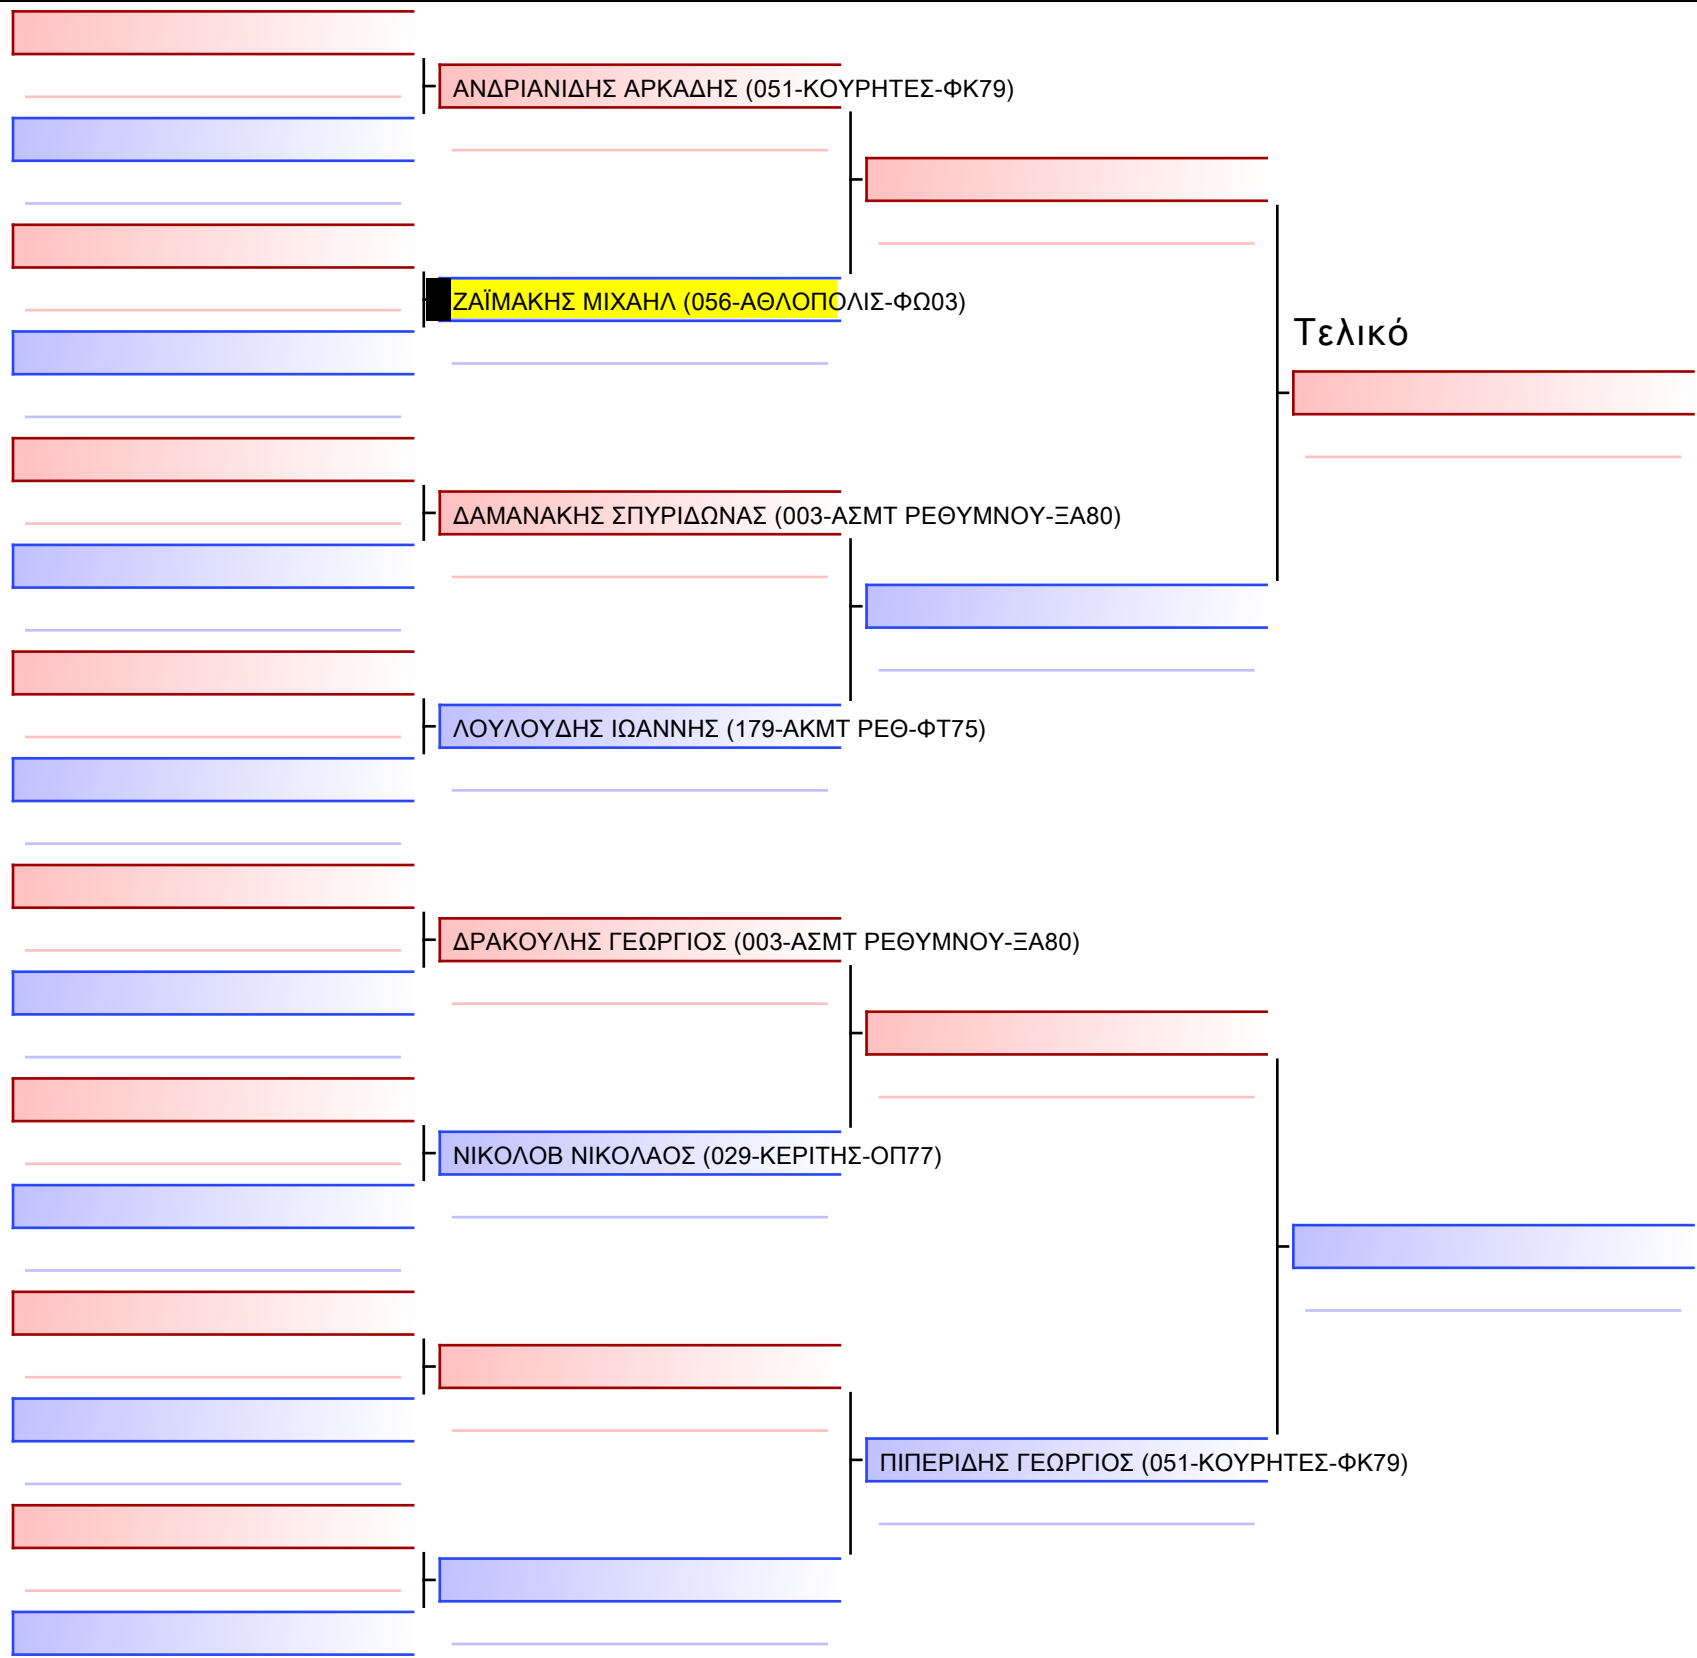 ΑΝΔΡΙΑΝΙΔΗΣ ΑΡΚΑΔΗΣ (051-ΚΟΥΡΗΤΕΣ-ΦΚ79)
ΖΑΪΜΑΚΗΣ ΜΙΧΑΗΛ (056-ΑΘΛΟΠΟΛΙΣ-ΦΩ03)
Τελικό
ΔΑΜΑΝΑΚΗΣ ΣΠΥΡΙΔΩΝΑΣ (003-ΑΣΜΤ ΡΕΘΥΜΝΟΥ-ΞΑ80)
ΛΟΥΛΟΥΔΗΣ ΙΩΑΝΝΗΣ (179-ΑΚΜΤ ΡΕΘ-ΦΤ75)
ΔΡΑΚΟΥΛΗΣ ΓΕΩΡΓΙΟΣ (003-ΑΣΜΤ ΡΕΘΥΜΝΟΥ-ΞΑ80)
ΝΙΚΟΛΟΒ ΝΙΚΟΛΑΟΣ (029-ΚΕΡΙΤΗΣ-ΟΠ77)
ΠΙΠΕΡΙΔΗΣ ΓΕΩΡΓΙΟΣ (051-ΚΟΥΡΗΤΕΣ-ΦΚ79)